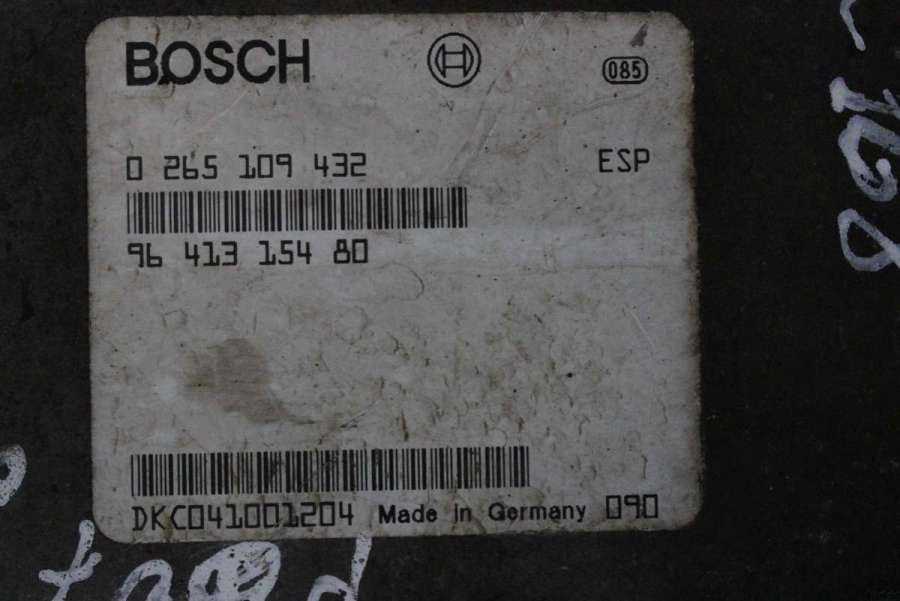 BOSCH
085
0 265 109 432 ESP
96 413 154 80
DKC041001204 Made in Germany 090